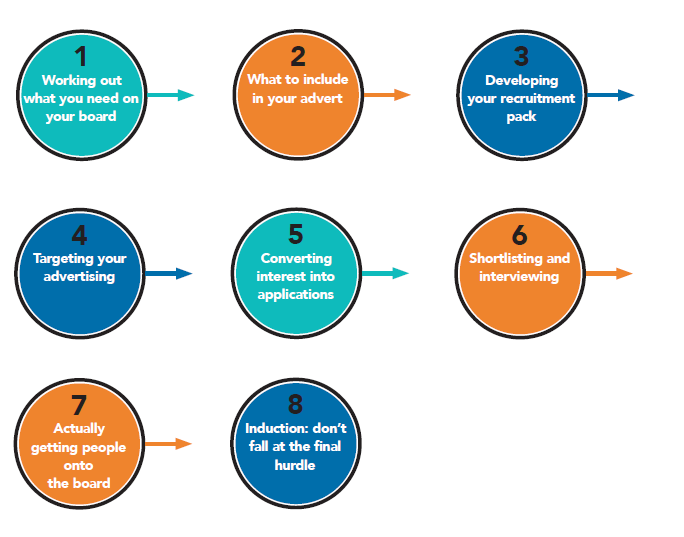 1
Working out
what you need on
your board
2
What to include
in your advert
3
Developing
your recruitment
pack
4
Targeting your
advertising
5
Converting
interest into
applications
6
Shortlisting and
interviewing
7
Actually
getting people
onto
the board
8
Induction: don’t
fall at the final
hurdle